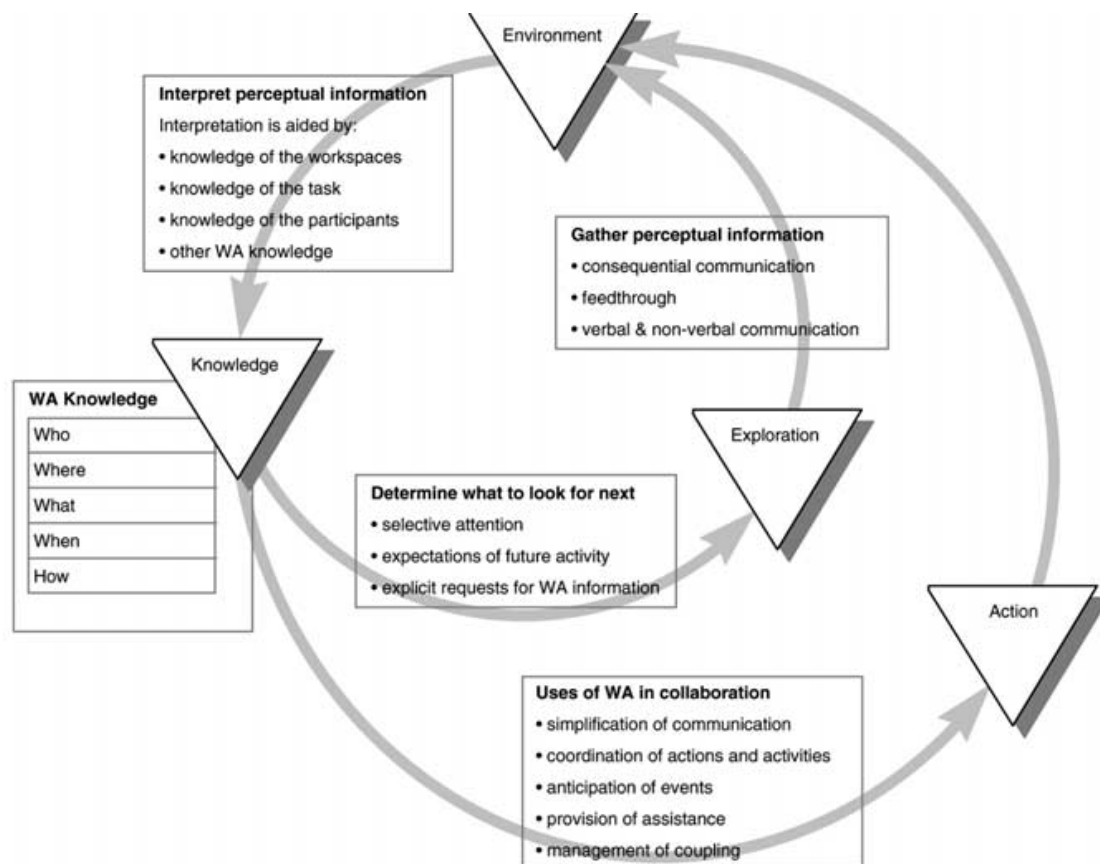 Environment
Interpret perceptual information
Interpretation is aided by:
• knowledge of the workspaces
• knowledge of the task
• knowledge of the participants
• other WA knowledge
Gather perceptual information
• consequential communication
• feedthrough
• verbal & non-verbal communication
Knowledge
WA Knowledge
Who
Where
What
When
How
Exploration
Determine what to look for next
• selective attention
• expectations of future activity
• explicit requests for WA information
Action
Uses of WA in collaboration
• simplification of communication
• coordination of actions and activities
• anticipation of events
• provision of assistance
• management of coupling